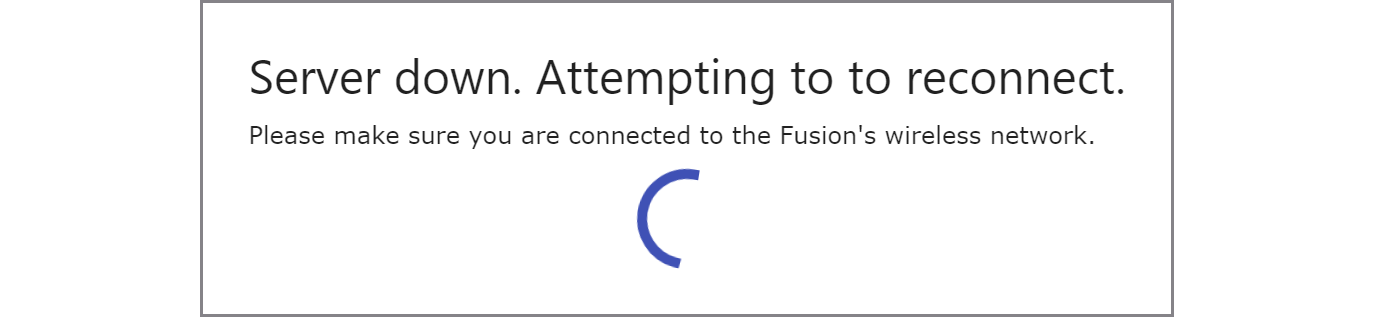 Server down. Attempting to to reconnect.
Please make sure you are connected to the Fusion's wireless network.